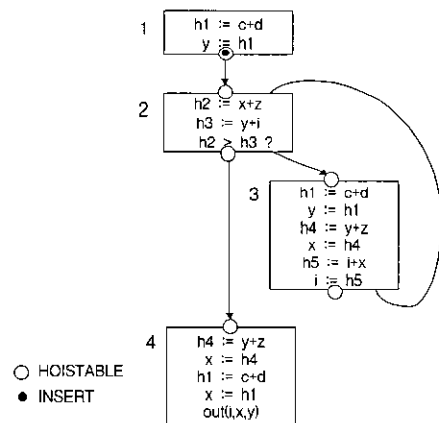 1
h1 := c+d
y := h1
2
h2 := x+z
h3 := y+i
h2 > h3 ?
3
h1 := c+d
y := h1
h4 := y+z
x := h4
h5 := i+x
i := h5
4
h4 := y+z
x := h4
h1 := c+d
x := h1
out(i,x,y)
HOISTABLE
INSERT